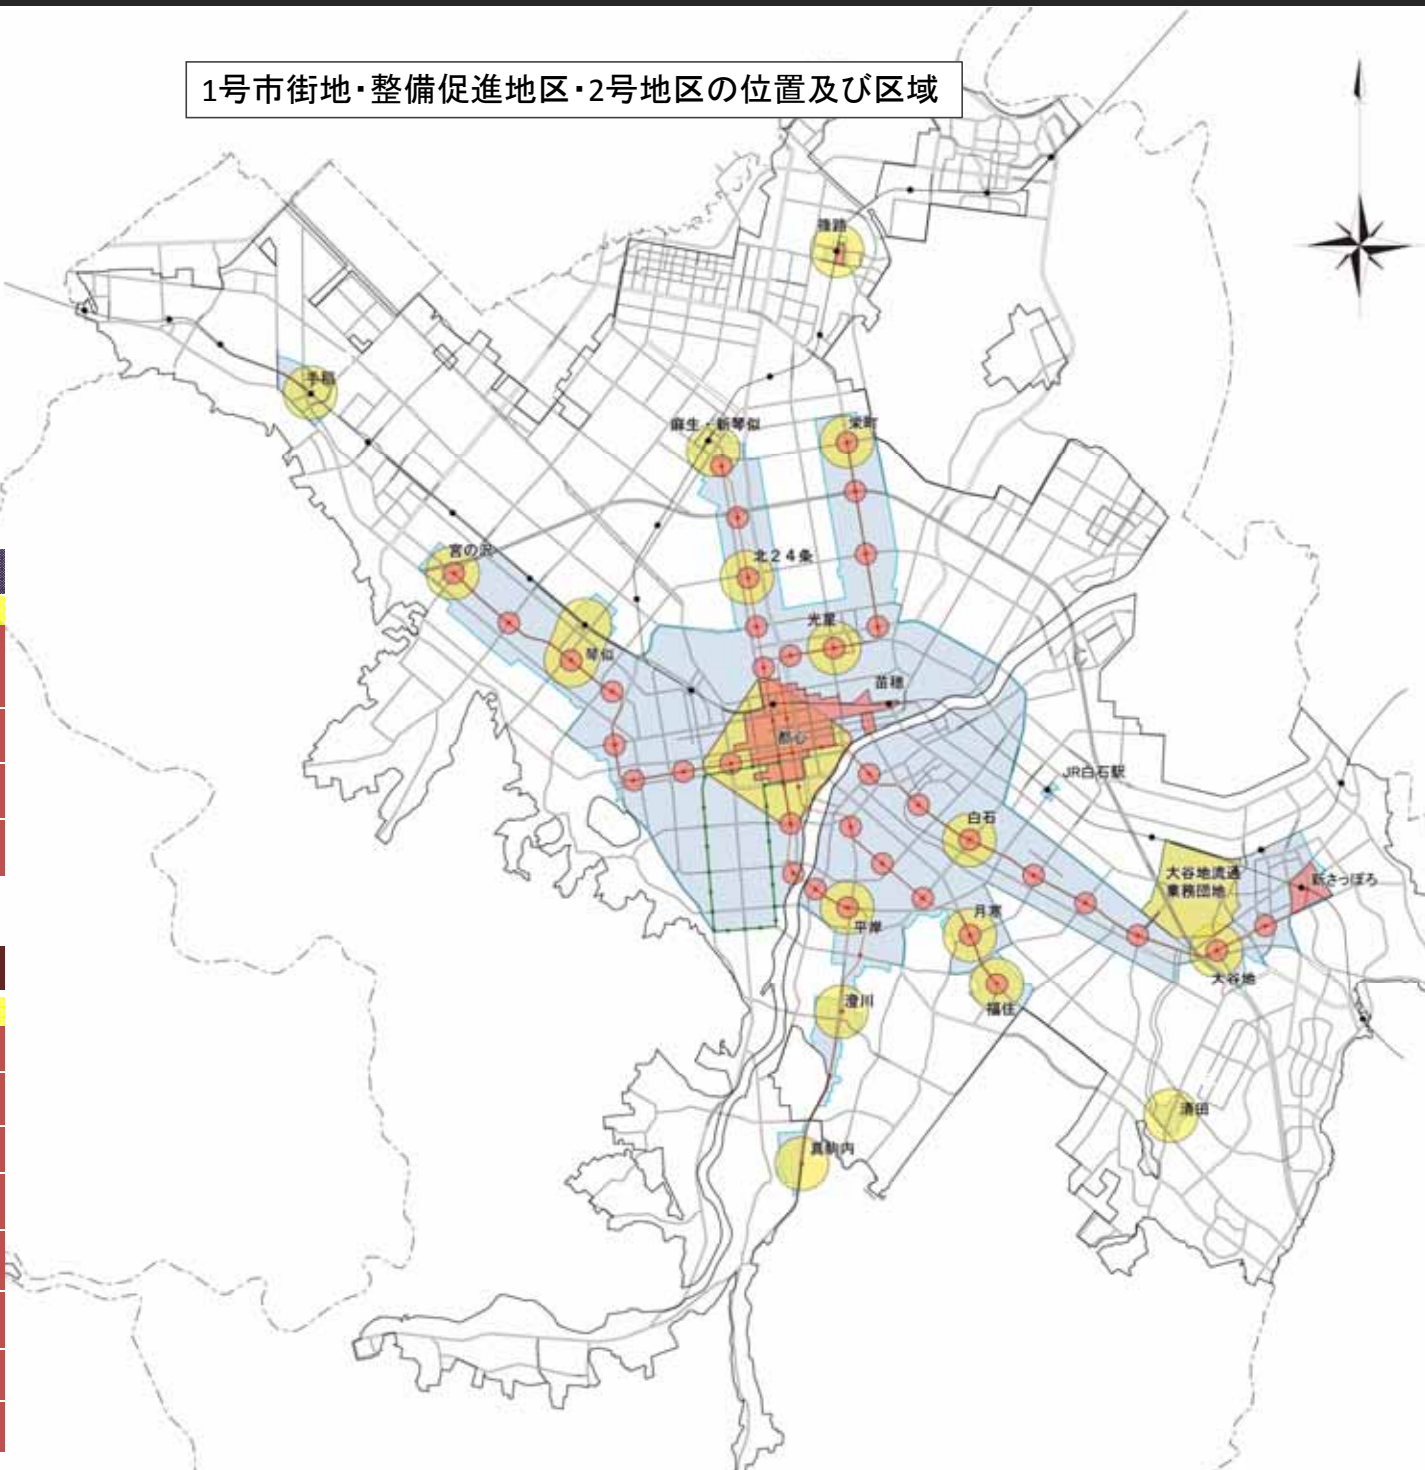 1号市街地・整備促進地区・2号地区の位置及び区域
篠路
手稲
麻生・新琴似
栄町
宮の沢
北24条
光星
琴似
苗穂
都心
JR白石駅
白石
大谷地流通
業務団地
新さっぽろ
月寒
平岸
大谷地
澄川
福住
清田
真駒内